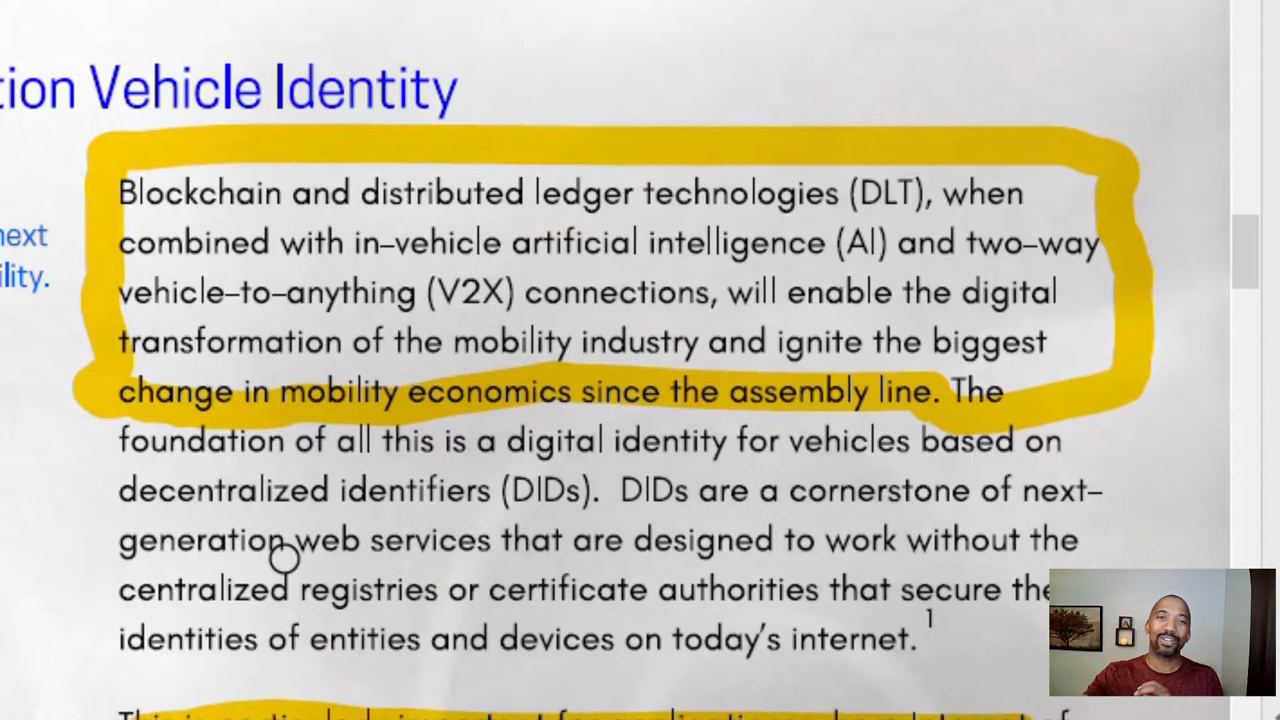 tion Vehicle Identity
next
ility.
Blockchain and distributed ledger technologies (DLT), when
combined with in-vehicle artificial intelligence (AI) and two-way
vehicle-to-anything (V2X) connections, will enable the digital
transformation of the mobility industry and ignite the biggest
change in mobility economics since the assembly line. The
foundation of all this is a digital identity for vehicles based on
decentralized identifiers (DIDs).  DIDs are a cornerstone of next-
generation web services that are designed to work without the
centralized registries or certificate authorities that secure the
identities of entities and devices on today's internet. 1